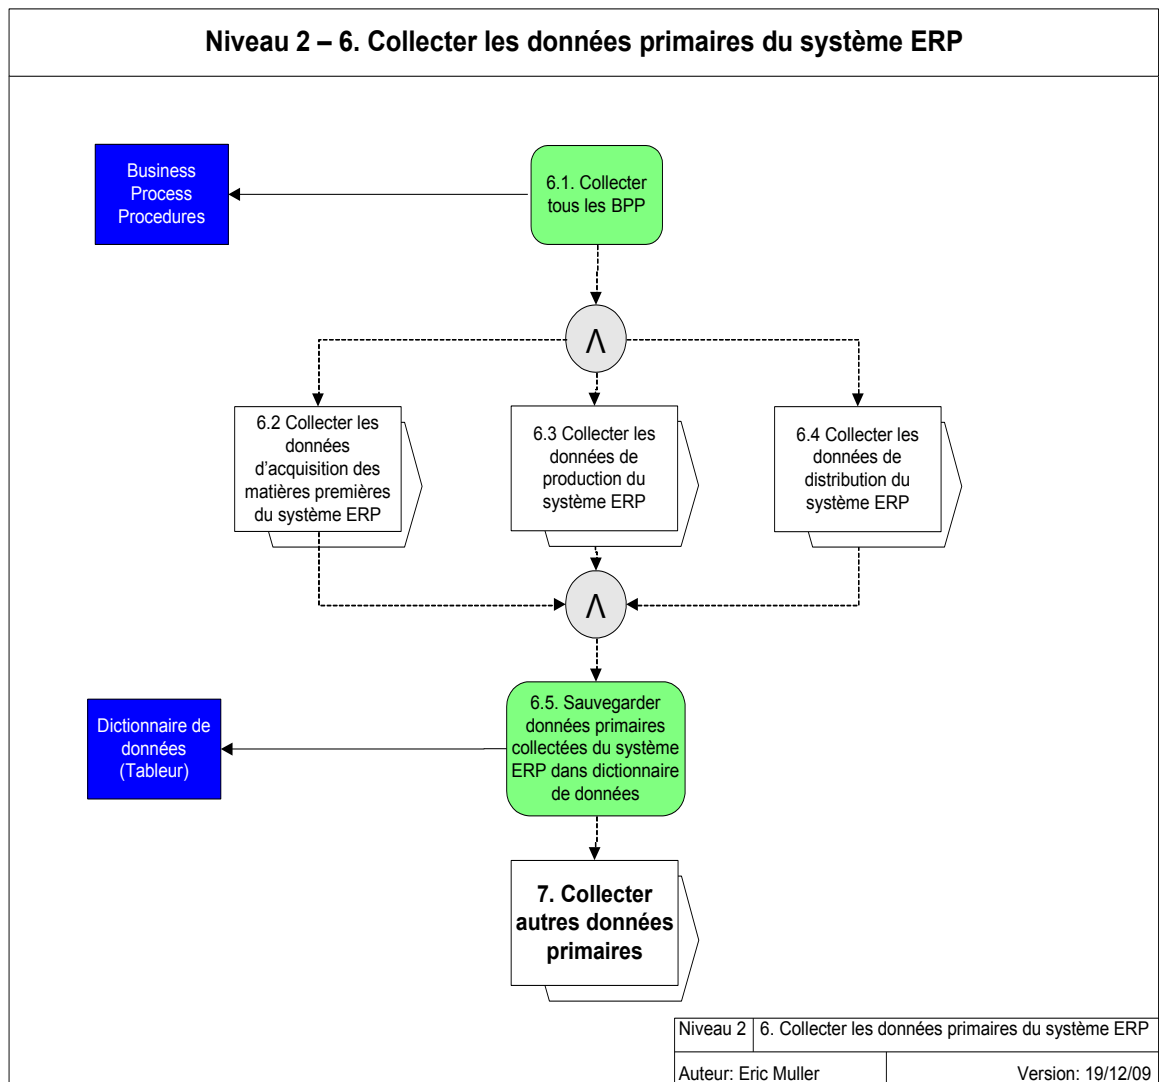 Niveau 2 – 6. Collecter les données primaires du système ERP
Business
Process
Procedures
6.1. Collecter
tous les BPP
Λ
6.2 Collecter les
données
d'acquisition des
matières premières
du système ERP
6.3 Collecter les
données de
production du
système ERP
6.4 Collecter les
données de
distribution du
système ERP
Λ
Dictionnaire de
données
(Tableur)
6.5. Sauvegarder
données primaires
collectées du système
ERP dans dictionnaire
de données
7. Collecter
autres données
primaires
Niveau 2 6. Collecter les données primaires du système ERP
Auteur: Eric Muller Version: 19/12/09